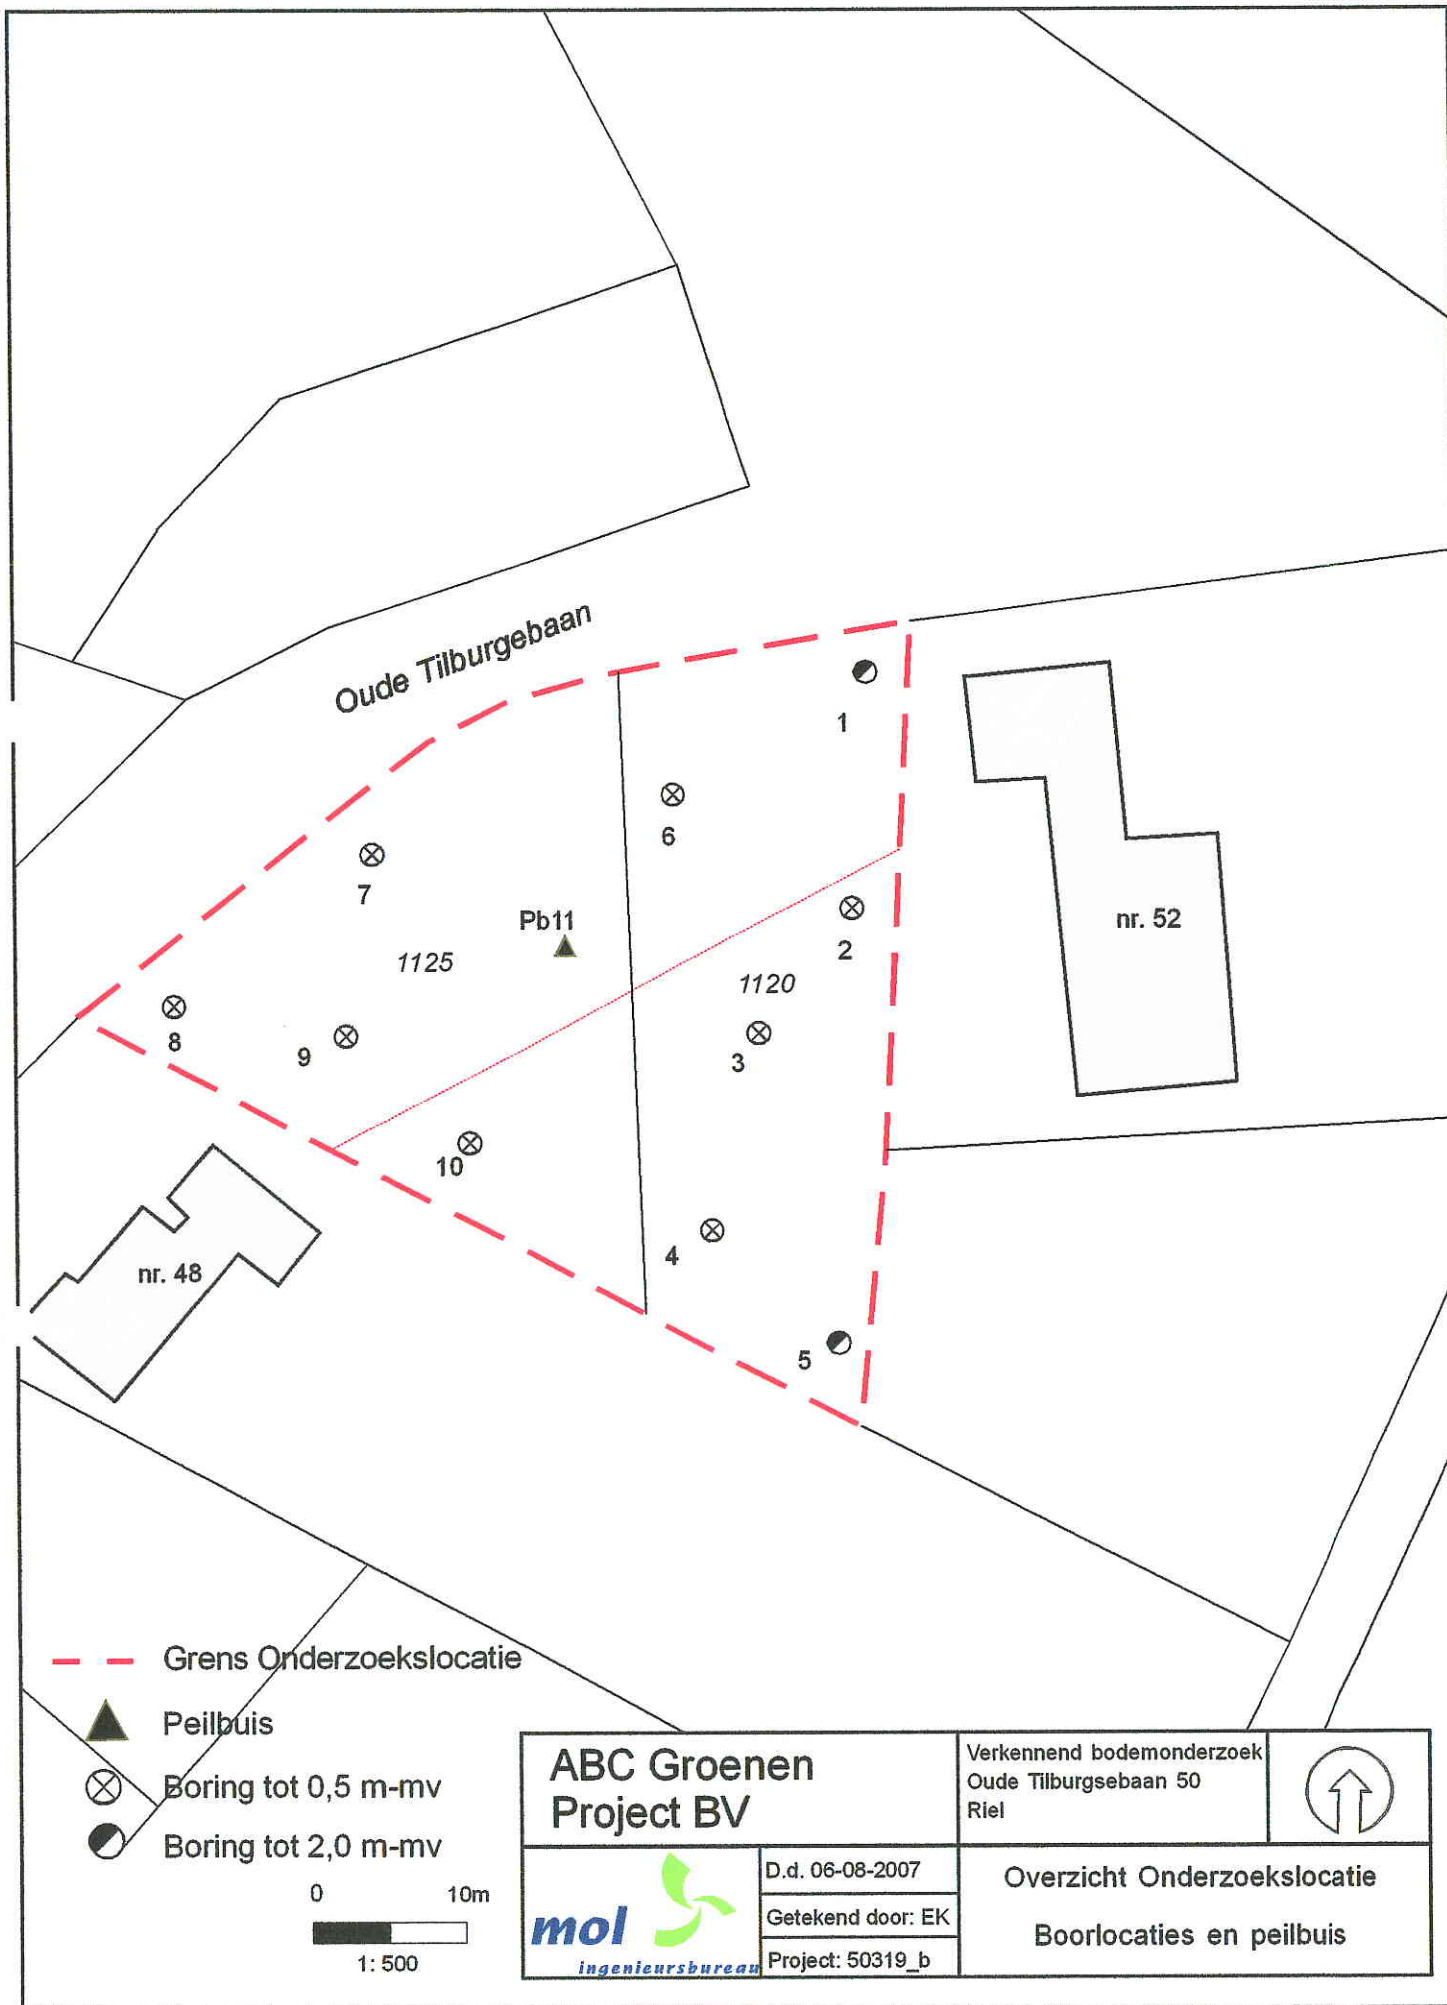 Oude Tilburgebaan
1
6
7
Pb11
2
nr. 52
1125
1120
8
9
3
10
4
nr. 48
5
Grens Onderzoekslocatie
Peilbuis
Boring tot 0,5 m-mv
Boring tot 2,0 m-mv
0 10m
1: 500
ABC Groenen
Project BV
Verkennend bodemonderzoek
Oude Tilburgsebaan 50
Riel
mol
ingenieursbureau
D.d. 06-08-2007
Getekend door: EK
Project: 50319_b
Overzicht Onderzoekslocatie
Boorlocaties en peilbuis